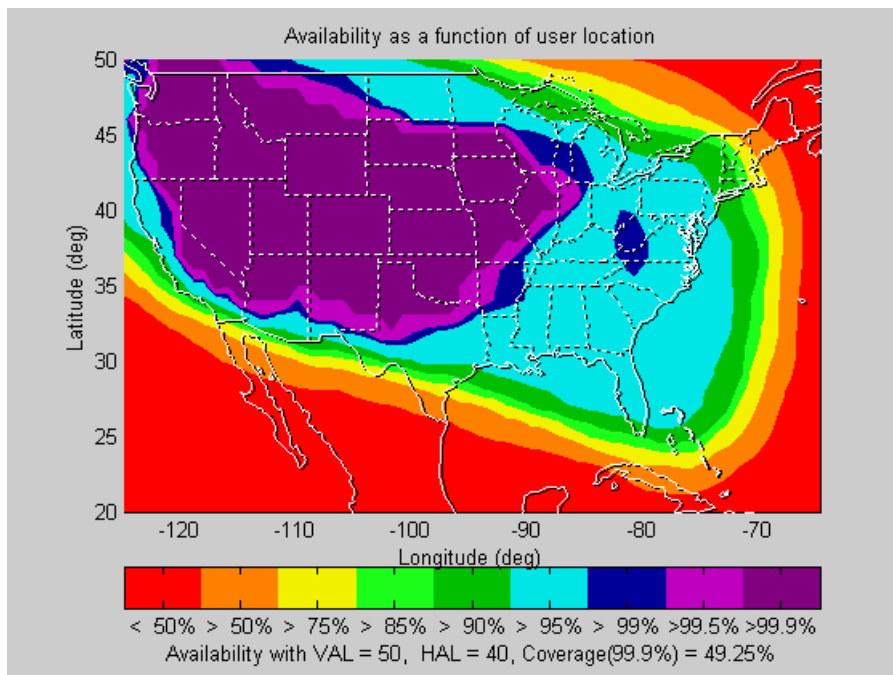 Availability as a function of user location
50
45
40
35
30
25
20
Latitude (deg)
-120 -110 -100 -90 -80 -70
Longitude (deg)
< 50% > 50% > 75% > 85% > 90% > 95% > 99% >99.5% >99.9%
Availability with VAL = 50, HAL = 40, Coverage(99.9%) = 49.25%